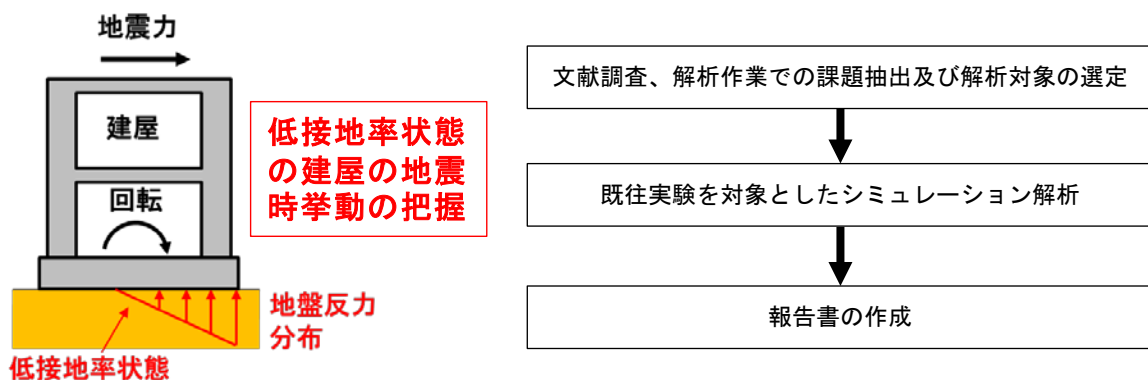 地震力
建屋
回転
低接地率状態
の建屋の地震
時挙動の把握
地盤反力
分布
低接地率状態
文献調査、解析作業での課題抽出及び解析対象の選定
既往実験を対象としたシミュレーション解析
報告書の作成